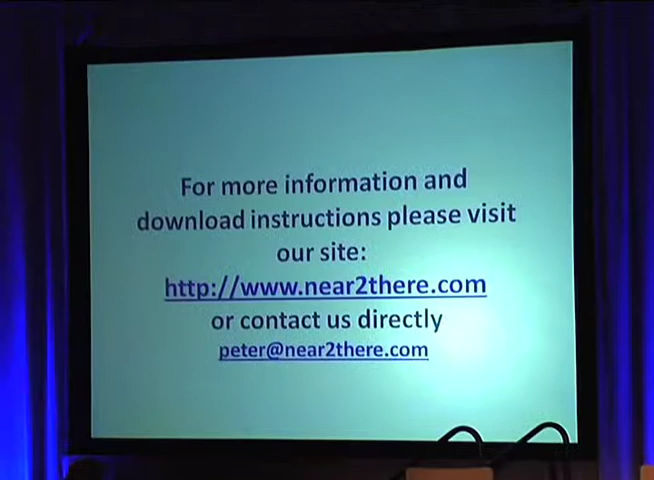 For more information and
download instructions please visit
our site:
http://www.near2there.com
or contact us directly
peter@near2there.com